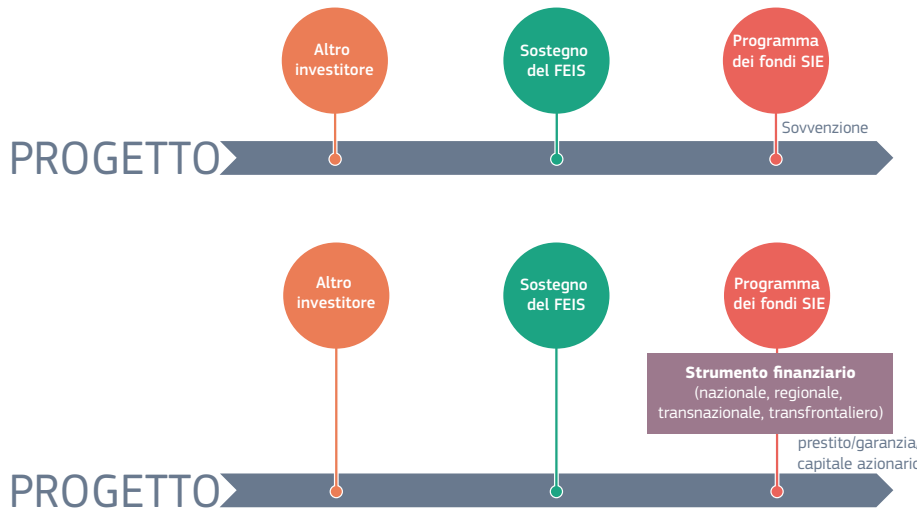 Altro
investitore
Sostegno
del FEIS
Programma
dei fondi SIE
Sovvenzione
PROGETTO
Altro
investitore
Sostegno
del FEIS
Programma
dei fondi SIE
Strumento finanziario
(nazionale, regionale,
transnazionale, transfrontaliero)
prestito/garanzia/
capitale azionario
PROGETTO